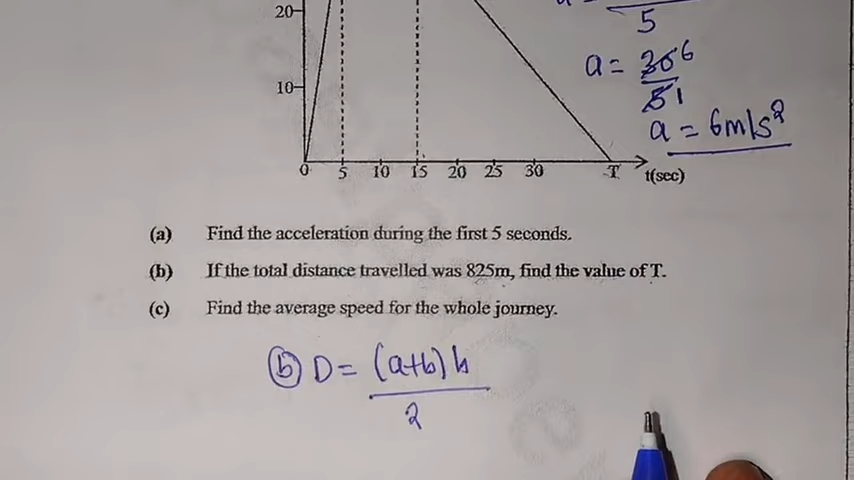 20
5
a = 30 6
5 1
10
a = 6m/s²
0 5 10 15 20 25 30 T t(sec)
(a) Find the acceleration during the first 5 seconds.
(b) If the total distance travelled was 825m, find the value of T.
(c) Find the average speed for the whole journey.
(b) D = (a+b) h
2